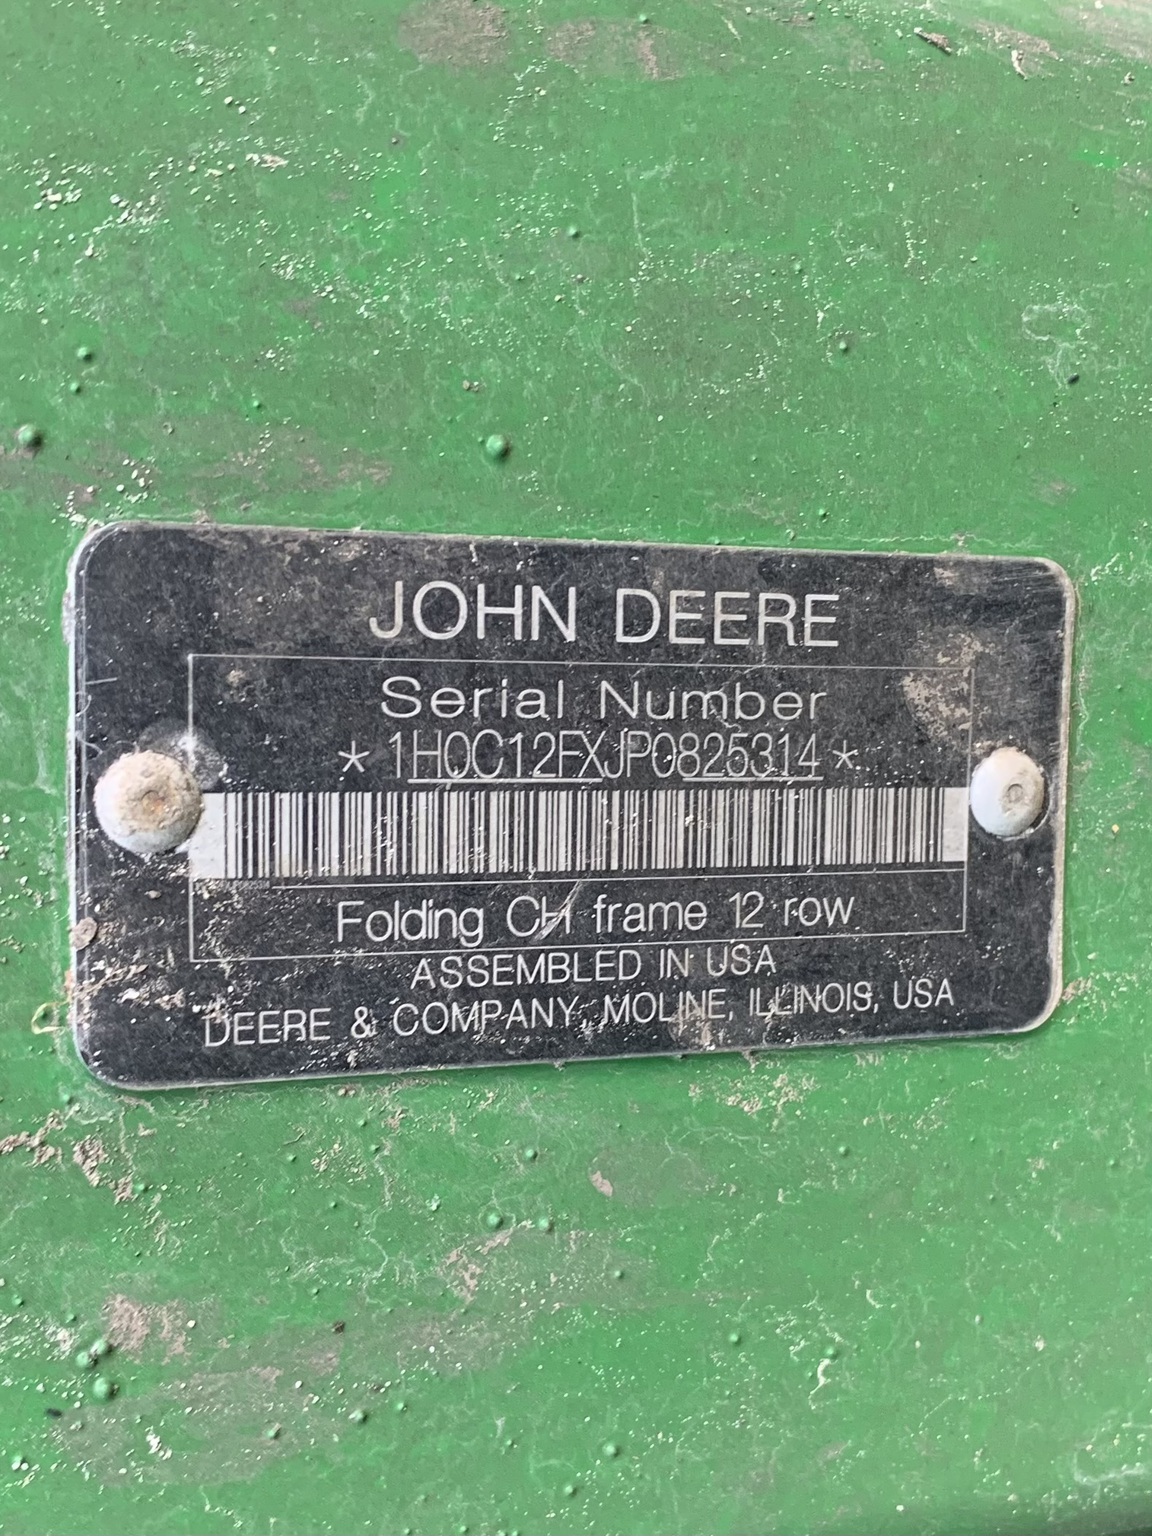 JOHN DEERE
Serial Number
* 1H0C12FXJP0825314 *
Folding CH frame 12 row
ASSEMBLED IN USA
DEERE & COMPANY, MOLINE, ILLINOIS, USA